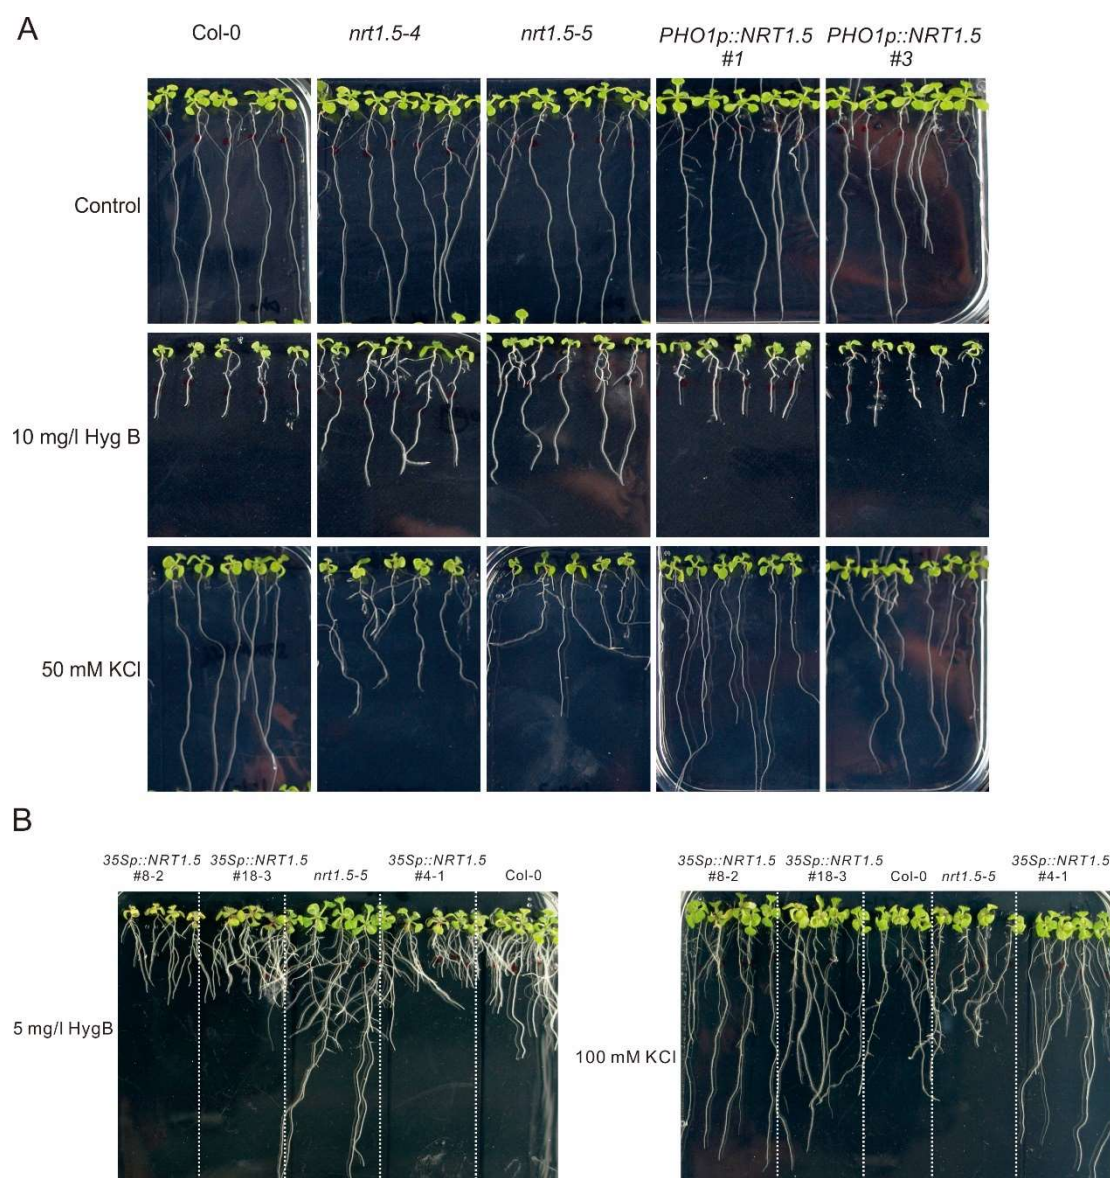 A
Col-0
nrt1.5-4
nrt1.5-5
PHO1p::NRT1.5
#1
PHO1p::NRT1.5
#3
Control
10 mg/l Hyg B
50 mM KCl
B
35Sp::NRT1.5
#8-2
35Sp::NRT1.5
#18-3
nrt1.5-5
35Sp::NRT1.5
#4-1
Col-0
5 mg/l HygB
35Sp::NRT1.5
#8-2
35Sp::NRT1.5
#18-3
Col-0
nrt1.5-5
35Sp::NRT1.5
#4-1
100 mM KCl